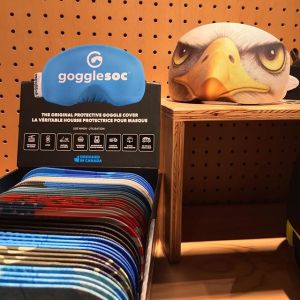 gogglesoc
THE ORIGINAL PROTECTIVE GOGGLE COVER
LA VÉRITABLE HOUSSE PROTECTRICE POUR MASQUE
DESIGNED
IN CANADA